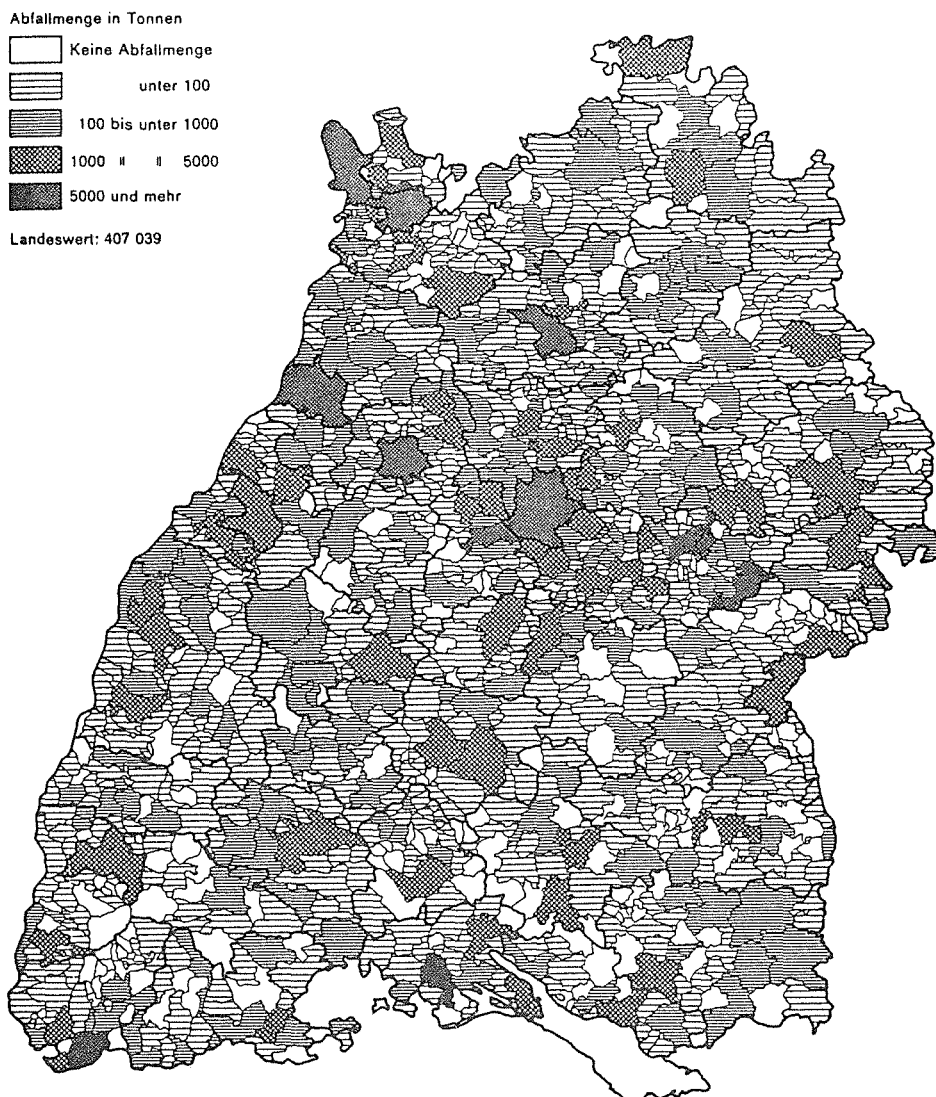 Abfallmenge in Tonnen
Keine Abfallmenge
unter 100
100 bis unter 1000
1000 " " 5000
5000 und mehr
Landeswert: 407 039